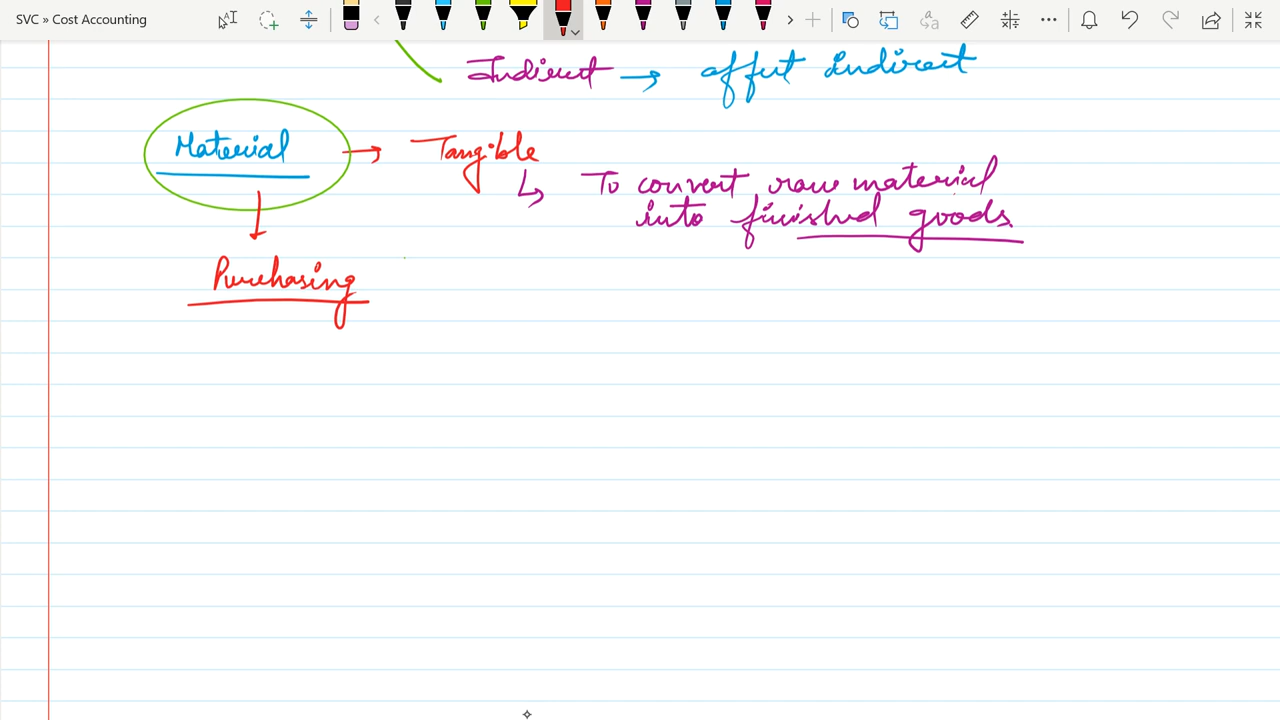 SVC » Cost Accounting
Indirect → affect indirect
Material → Tangible
↳ To convert raw material
into finished goods.
Purchasing